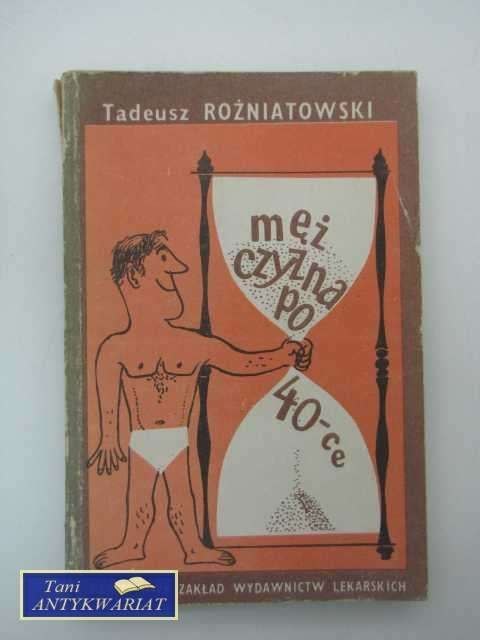 Tadeusz ROŻNIATOWSKI
męż
czyzna
po
40-ce
ZAKŁAD WYDAWNICTW LEKARSKICH
Tani
ANTYKWARIAT